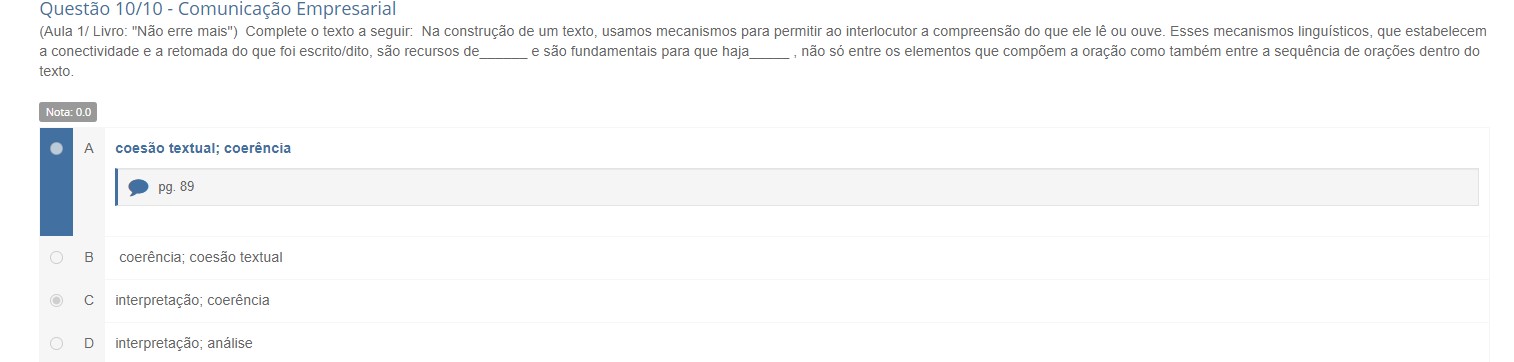 Questão 10/10 - Comunicação Empresarial
(Aula 1/ Livro: "Não erre mais")  Complete o texto a seguir:  Na construção de um texto, usamos mecanismos para permitir ao interlocutor a compreensão do que ele lê ou ouve. Esses mecanismos linguísticos, que estabelecem
a conectividade e a retomada do que foi escrito/dito, são recursos de______ e são fundamentais para que haja_____ , não só entre os elementos que compõem a oração como também entre a sequência de orações dentro do
texto.
Nota: 0.0
A coesão textual; coerência
pg. 89
B coerência; coesão textual
C interpretação; coerência
D interpretação; análise